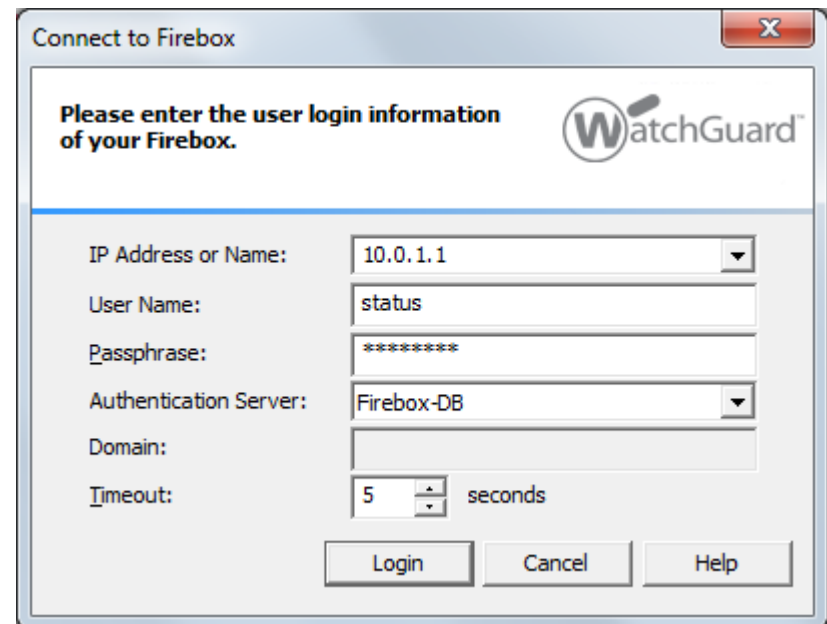 Connect to Firebox
Please enter the user login information
of your Firebox.
WatchGuard™
IP Address or Name: 10.0.1.1
User Name: status
Passphrase: ********
Authentication Server: Firebox-DB
Domain:
Timeout: 5 seconds
Login Cancel Help